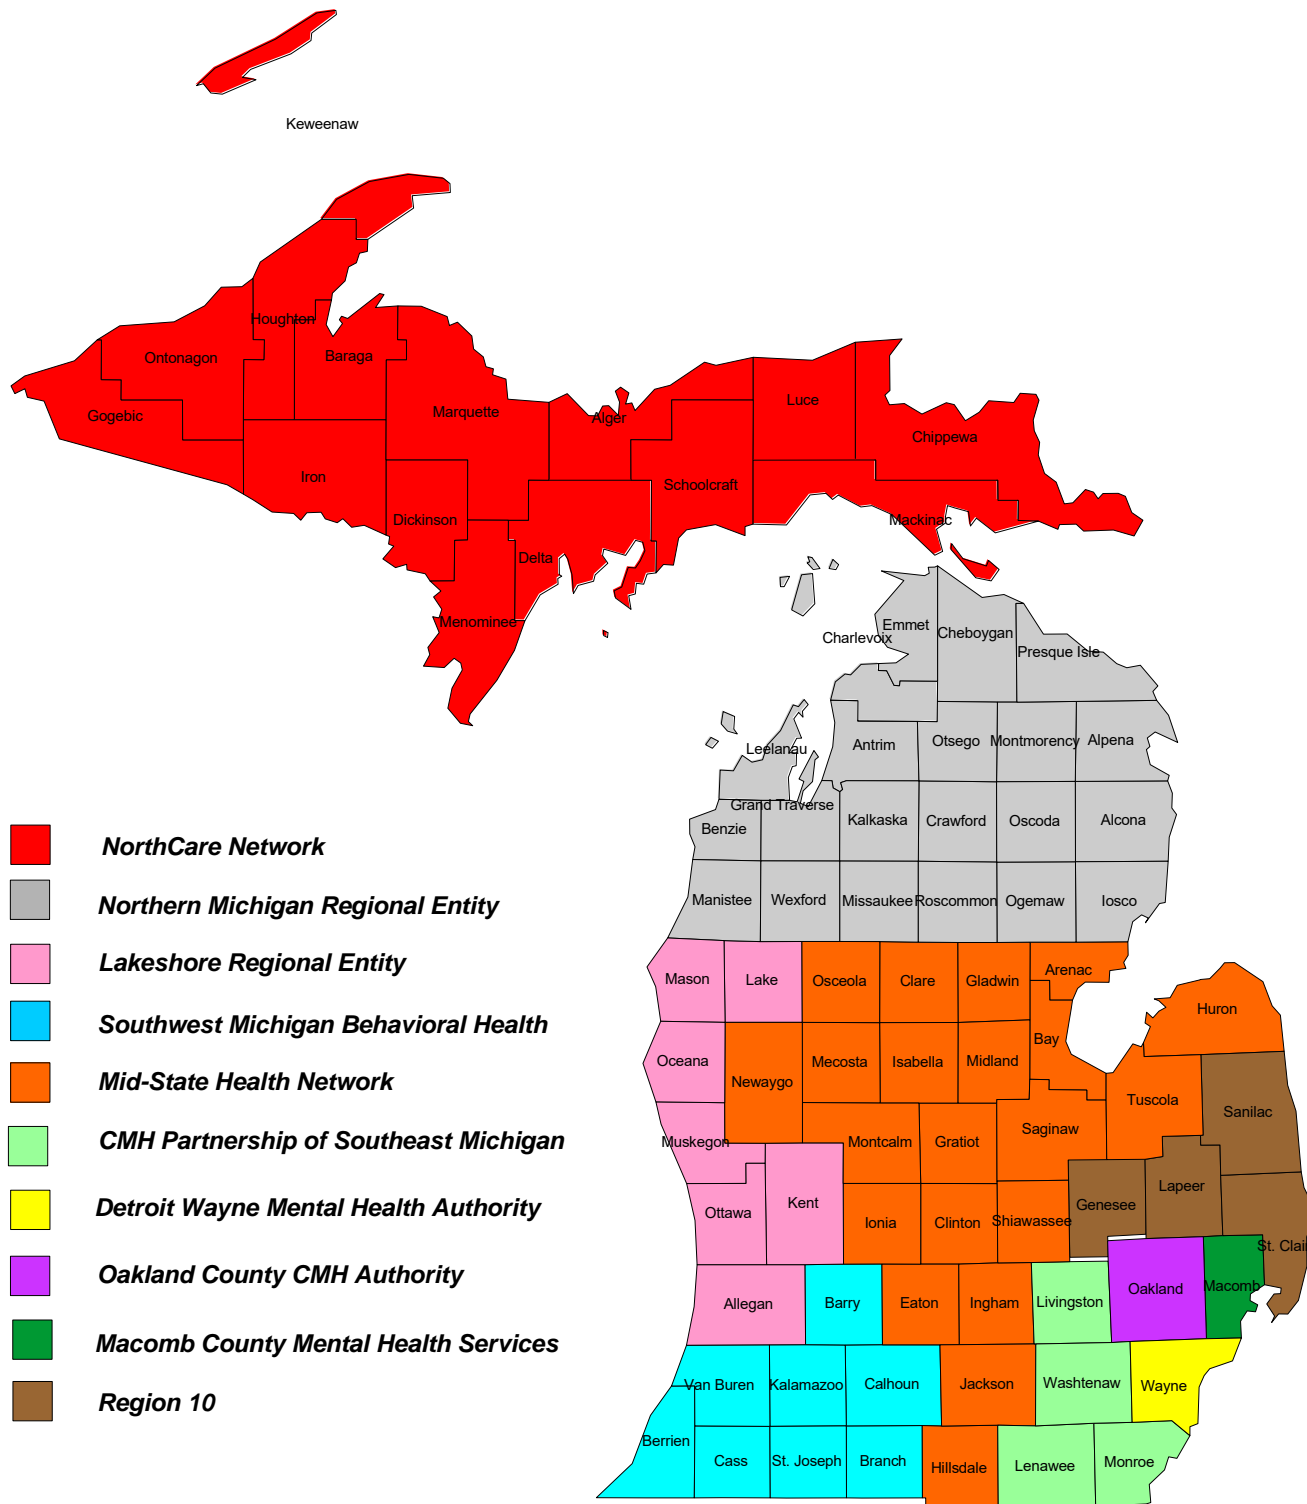 Keweenaw
Houghton
Ontonagon
Baraga
Gogebic
Marquette
Alger
Luce
Chippewa
Iron
Schoolcraft
Dickinson
Mackinac
Delta
Menominee
Emmet
Charlevoix
Cheboygan
Presque Isle
Leelanau
Antrim
Otsego
Montmorency
Alpena
Grand Traverse
Benzie
Kalkaska
Crawford
Oscoda
Alcona
Manistee
Wexford
Missaukee
Roscommon
Ogemaw
Iosco
Mason
Lake
Osceola
Clare
Gladwin
Arenac
Huron
Oceana
Newaygo
Mecosta
Isabella
Midland
Bay
Tuscola
Sanilac
Muskegon
Montcalm
Gratiot
Saginaw
Ottawa
Kent
Ionia
Clinton
Shiawassee
Genesee
Lapeer
St. Clair
Allegan
Barry
Eaton
Ingham
Livingston
Oakland
Macomb
Van Buren
Kalamazoo
Calhoun
Jackson
Washtenaw
Wayne
Berrien
Cass
St. Joseph
Branch
Hillsdale
Lenawee
Monroe
NorthCare Network
Northern Michigan Regional Entity
Lakeshore Regional Entity
Southwest Michigan Behavioral Health
Mid-State Health Network
CMH Partnership of Southeast Michigan
Detroit Wayne Mental Health Authority
Oakland County CMH Authority
Macomb County Mental Health Services
Region 10